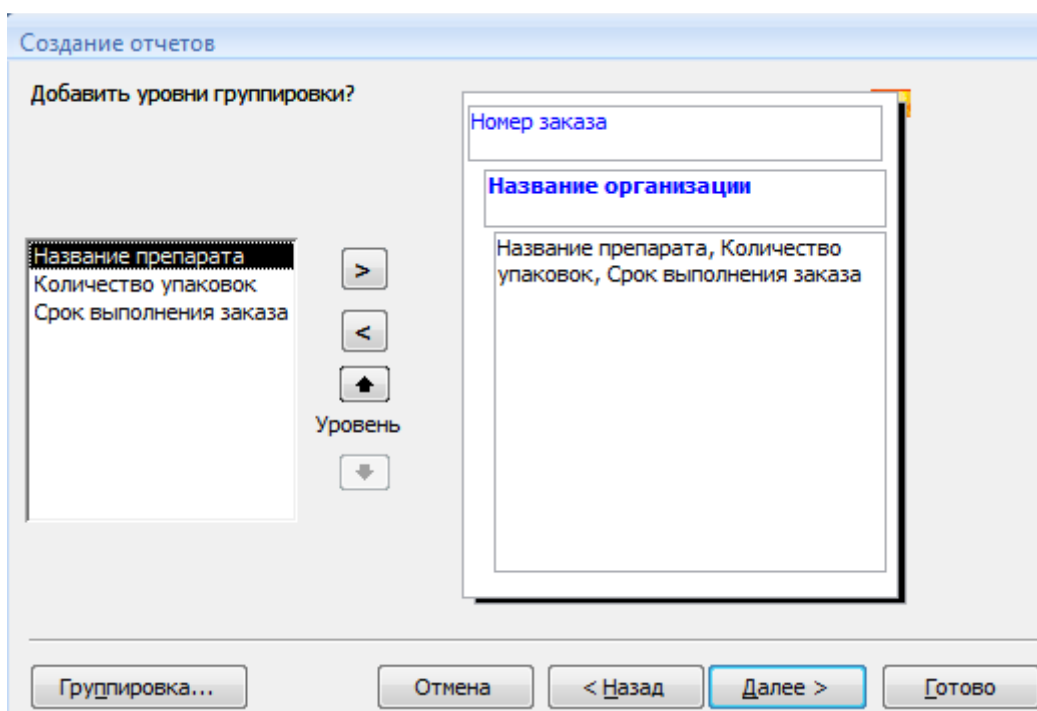 Создание отчетов
Добавить уровни группировки?
Номер заказа
Название организации
Название препарата, Количество
упаковок, Срок выполнения заказа
Название препарата
Количество упаковок
Срок выполнения заказа
>
<
Уровень
Группировка...
Отмена
< Назад
Далее >
Готово